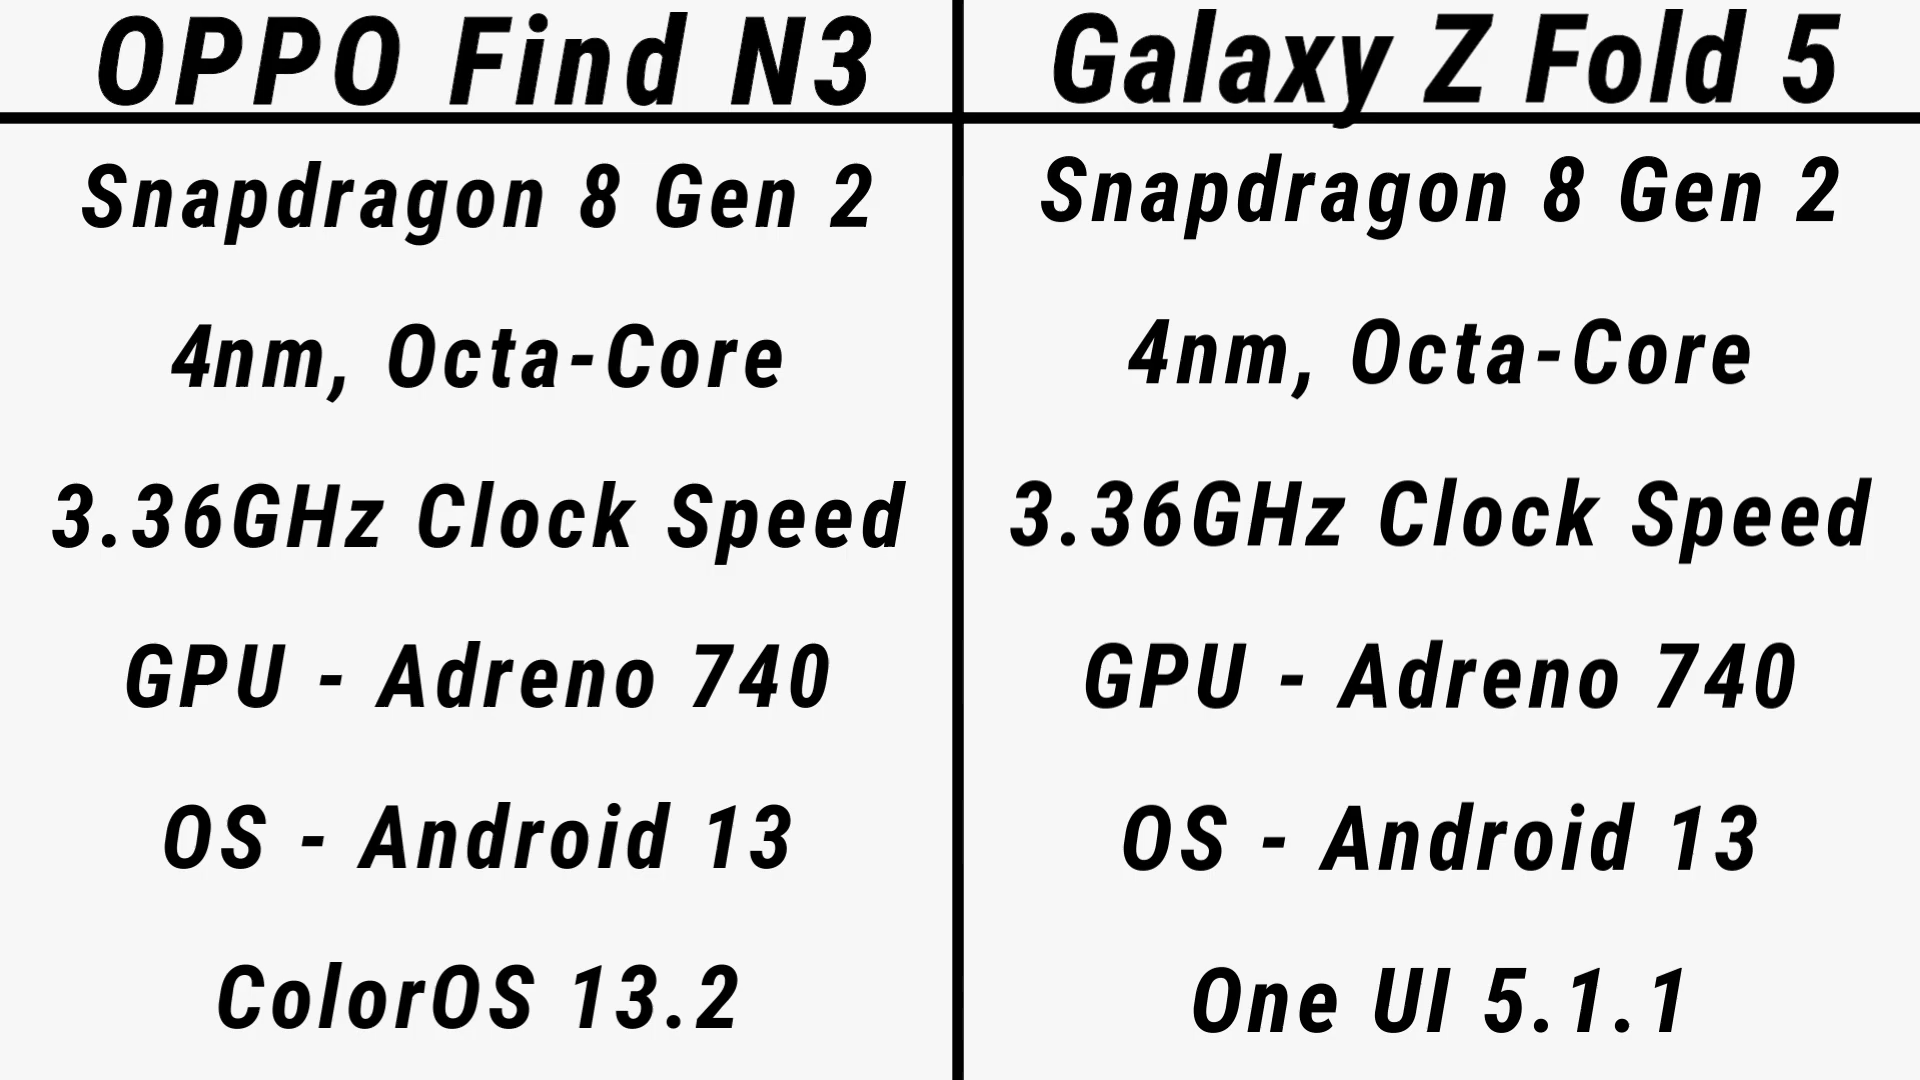 OPPO Find N3
Galaxy Z Fold 5
Snapdragon 8 Gen 2
Snapdragon 8 Gen 2
4nm, Octa-Core
4nm, Octa-Core
3.36GHz Clock Speed
3.36GHz Clock Speed
GPU - Adreno 740
GPU - Adreno 740
OS - Android 13
OS - Android 13
ColorOS 13.2
One UI 5.1.1